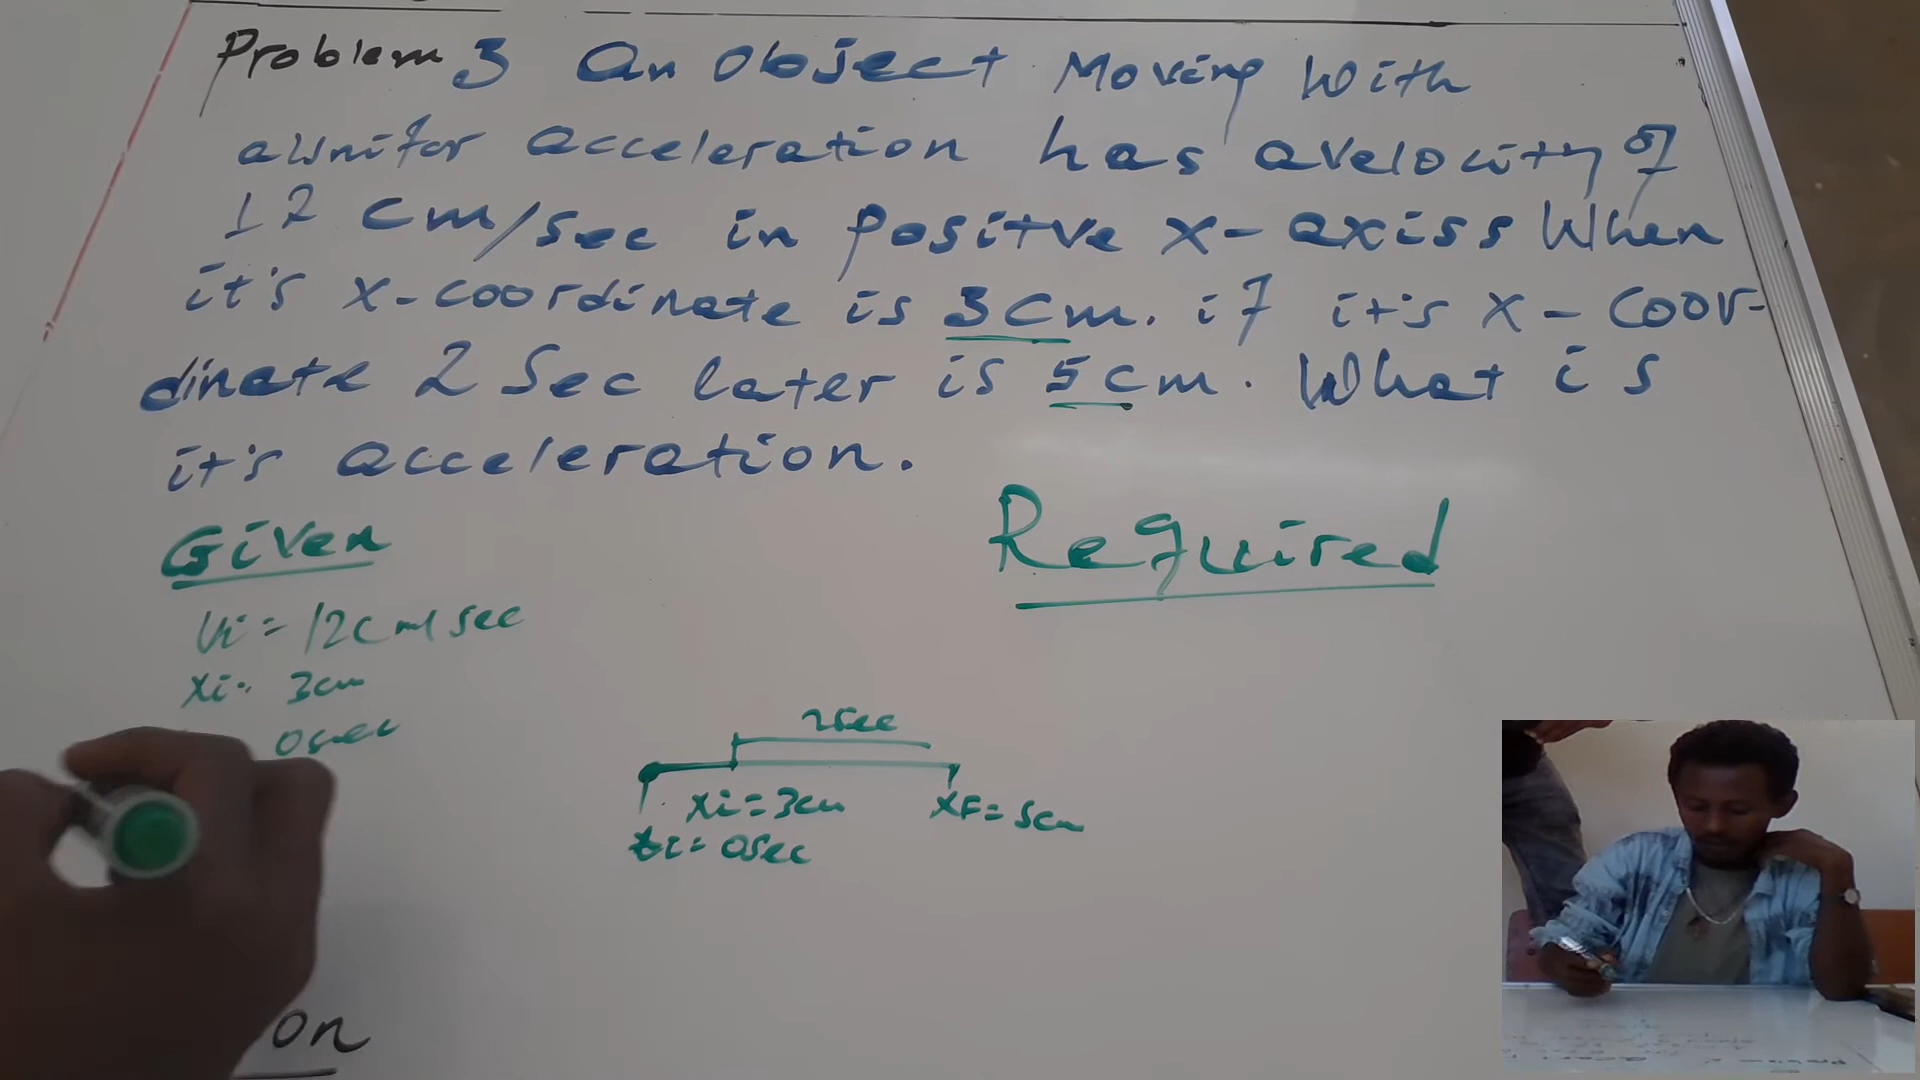 Problem 3 An Object Moving With
a unifor acceleration has avelocity of
12 cm/sec in positve x-axiss When
it's x-coordinate is 3cm. if it's x-coor-
dinate 2 Sec later is 5cm. What is
it's acceleration.
Given
Required
Vi = 12cm/sec
xi = 3cm
0sec
2sec
xi = 3cm
xF = 5cm
ti = 0sec
on